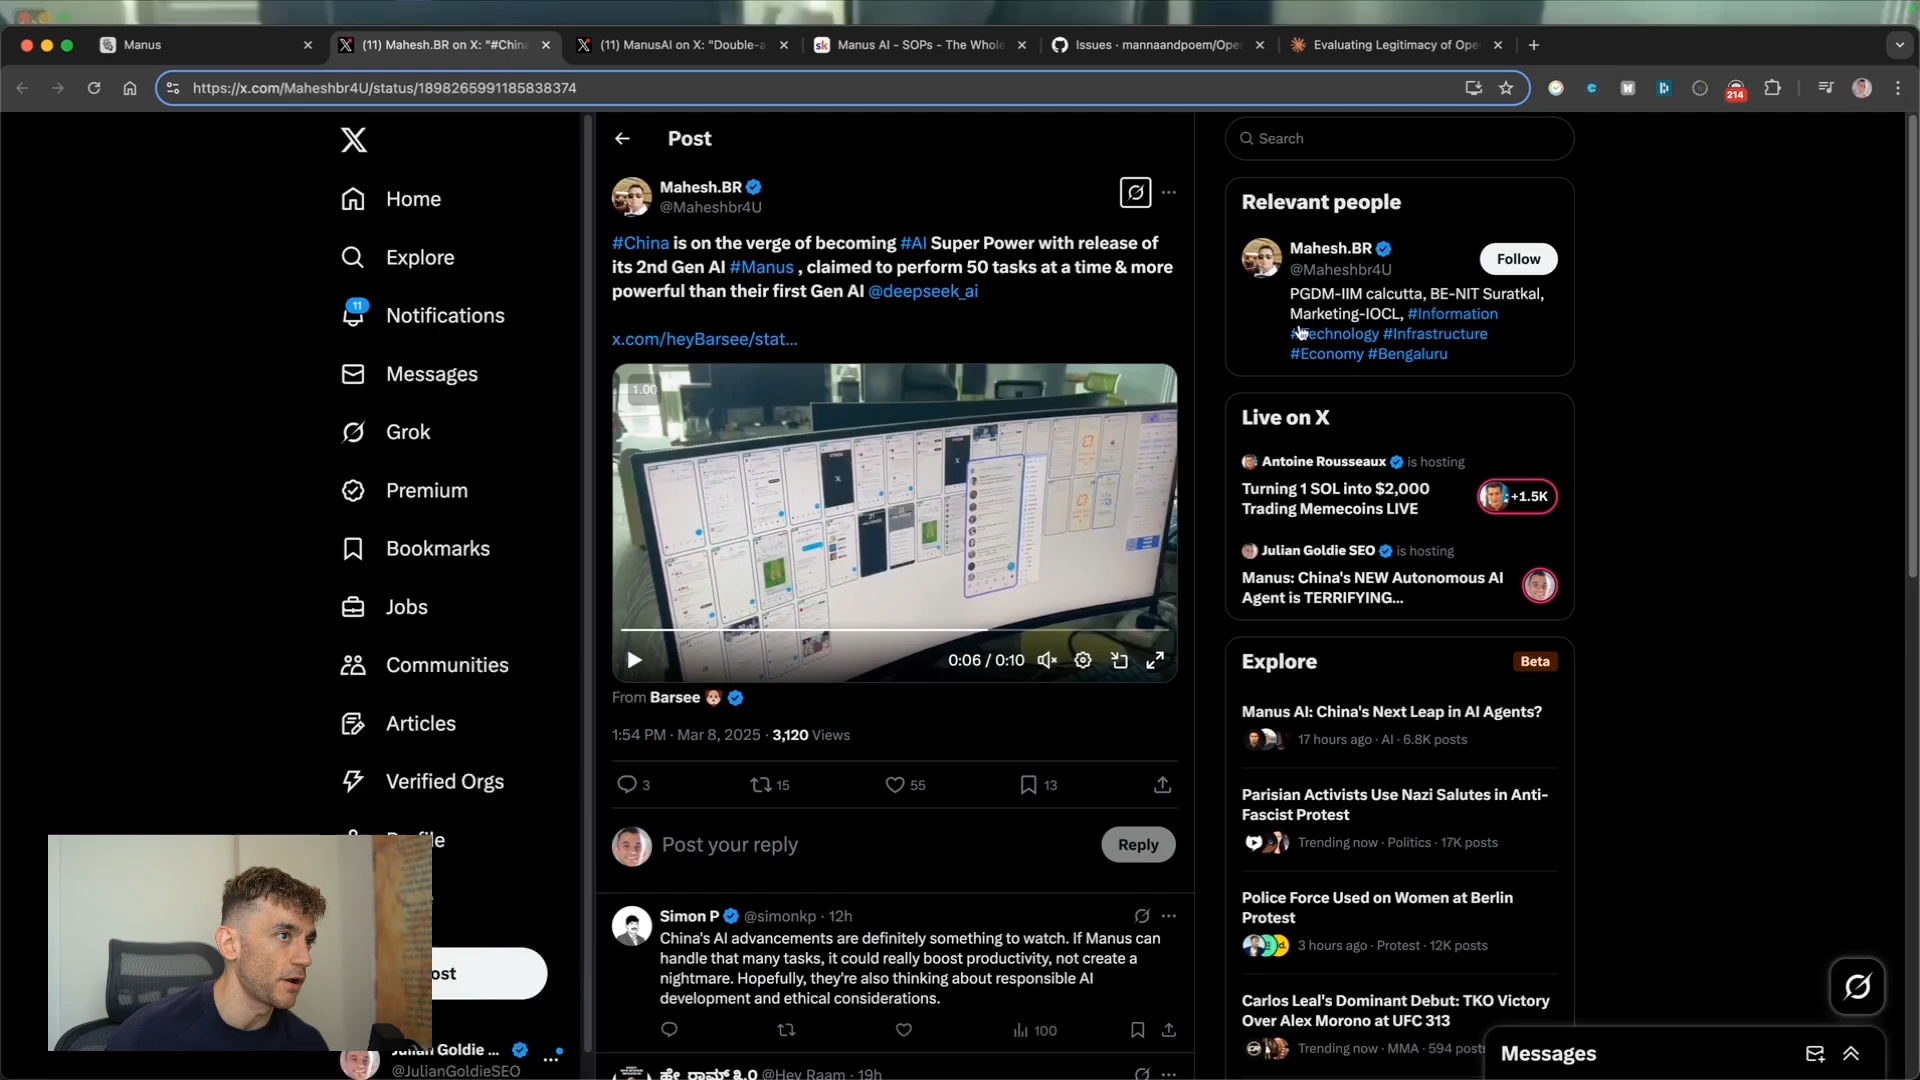 Manus
(11) Mahesh.BR on X: "#China
(11) ManusAI on X: "Double-a
Manus AI - SOPs - The Whole
Issues · mannaandpoem/Ope
Evaluating Legitimacy of Ope
https://x.com/Maheshbr4U/status/1898265991185838374
214
Home
Explore
11
Notifications
Messages
Grok
Premium
Bookmarks
Jobs
Communities
Articles
Verified Orgs
Julian Goldie ...
@JulianGoldieSEO
Post
Mahesh.BR
@Maheshbr4U
#China is on the verge of becoming #AI Super Power with release of
its 2nd Gen AI #Manus , claimed to perform 50 tasks at a time & more
powerful than their first Gen AI @deepseek_ai
x.com/heyBarsee/stat...
1.00
0:06 / 0:10
From Barsee
1:54 PM · Mar 8, 2025 · 3,120 Views
3
15
55
13
Post your reply
Reply
Simon P @simonkp · 12h
China's AI advancements are definitely something to watch. If Manus can
handle that many tasks, it could really boost productivity, not create a
nightmare. Hopefully, they're also thinking about responsible AI
development and ethical considerations.
100
@Hey_Raam · 19h
Search
Relevant people
Mahesh.BR
@Maheshbr4U
Follow
PGDM-IIM calcutta, BE-NIT Suratkal,
Marketing-IOCL, #Information
#Technology #Infrastructure
#Economy #Bengaluru
Live on X
Antoine Rousseaux is hosting
Turning 1 SOL into $2,000
Trading Memecoins LIVE
+1.5K
Julian Goldie SEO is hosting
Manus: China's NEW Autonomous AI
Agent is TERRIFYING...
Explore
Beta
Manus AI: China's Next Leap in AI Agents?
17 hours ago · AI · 6.8K posts
Parisian Activists Use Nazi Salutes in Anti-
Fascist Protest
Trending now · Politics · 17K posts
Police Force Used on Women at Berlin
Protest
3 hours ago · Protest · 12K posts
Carlos Leal's Dominant Debut: TKO Victory
Over Alex Morono at UFC 313
Trending now · MMA · 594 posts
Messages